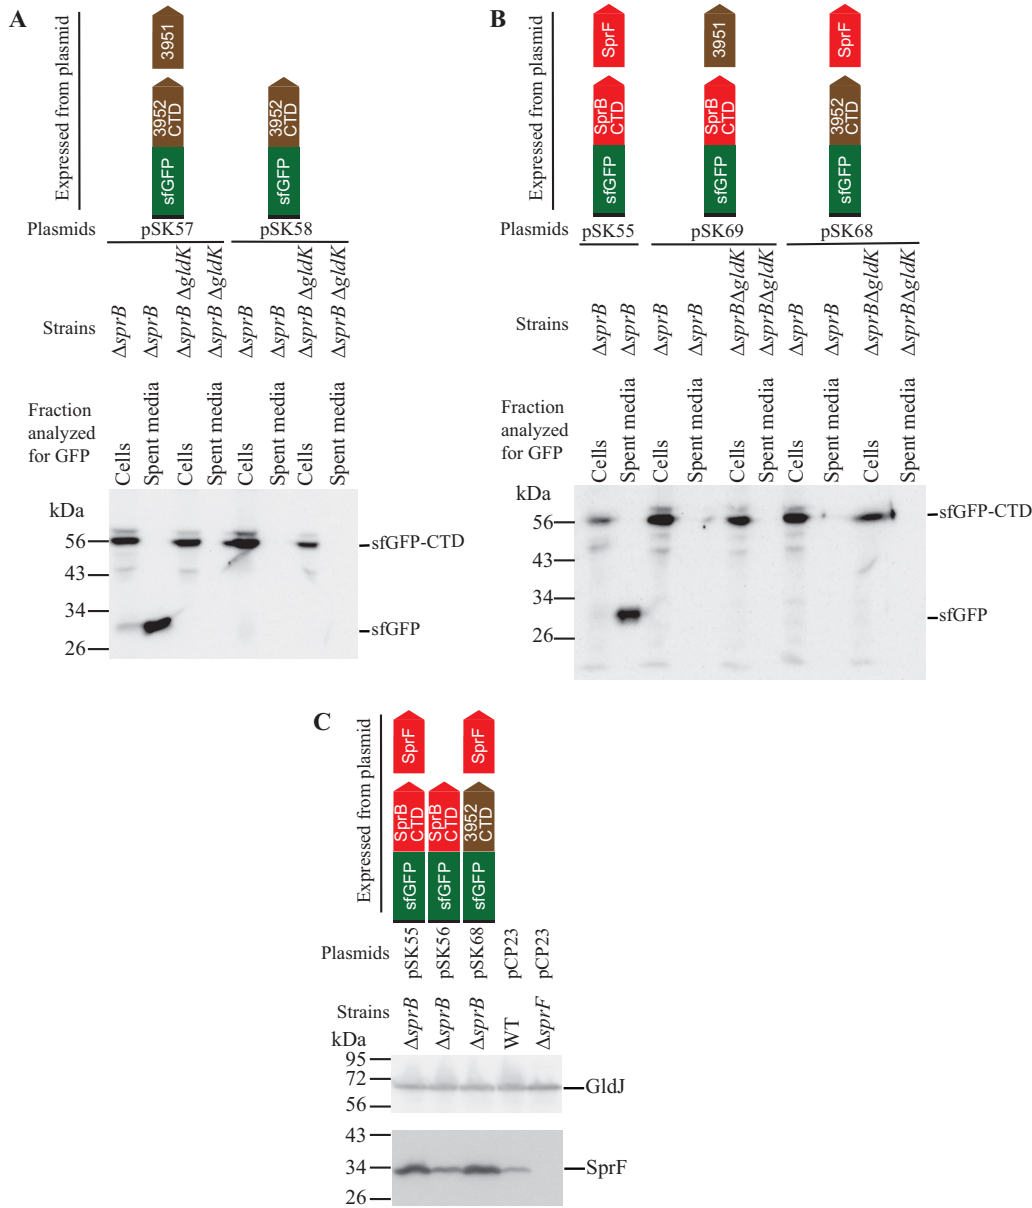 A
Expressed from plasmid
3951
3952 CTD
sfGFP
3952 CTD
sfGFP
Plasmids
pSK57
pSK58
Strains
ΔsprB
ΔsprB
ΔsprB ΔgldK
ΔsprB ΔgldK
ΔsprB
ΔsprB
ΔsprB ΔgldK
ΔsprB ΔgldK
Fraction
analyzed
for GFP
Cells
Spent media
Cells
Spent media
Cells
Spent media
Cells
Spent media
kDa
56
43
34
26
sfGFP-CTD
sfGFP
B
Expressed from plasmid
SprF
SprB CTD
sfGFP
3951
SprB CTD
sfGFP
SprF
3952 CTD
sfGFP
Plasmids
pSK55
pSK69
pSK68
Strains
ΔsprB
ΔsprB
ΔsprB
ΔsprB
ΔsprBΔgldK
ΔsprBΔgldK
ΔsprB
ΔsprB
ΔsprBΔgldK
ΔsprBΔgldK
Fraction
analyzed
for GFP
Cells
Spent media
Cells
Spent media
Cells
Spent media
Cells
Spent media
Cells
Spent media
kDa
56
43
34
26
sfGFP-CTD
sfGFP
C
Expressed from plasmid
SprF
SprB CTD
sfGFP
SprB CTD
sfGFP
SprF
3952 CTD
sfGFP
Plasmids
pSK55
pSK56
pSK68
pCP23
pCP23
Strains
ΔsprB
ΔsprB
ΔsprB
WT
ΔsprF
kDa
95
72
56
GldJ
43
34
26
SprF